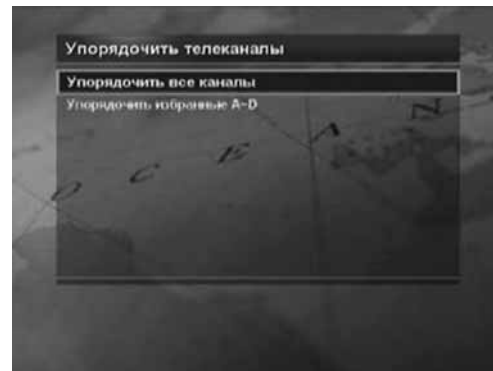 Упорядочить телеканалы
Упорядочить все каналы
Упорядочить избранные A-D
O C E A N